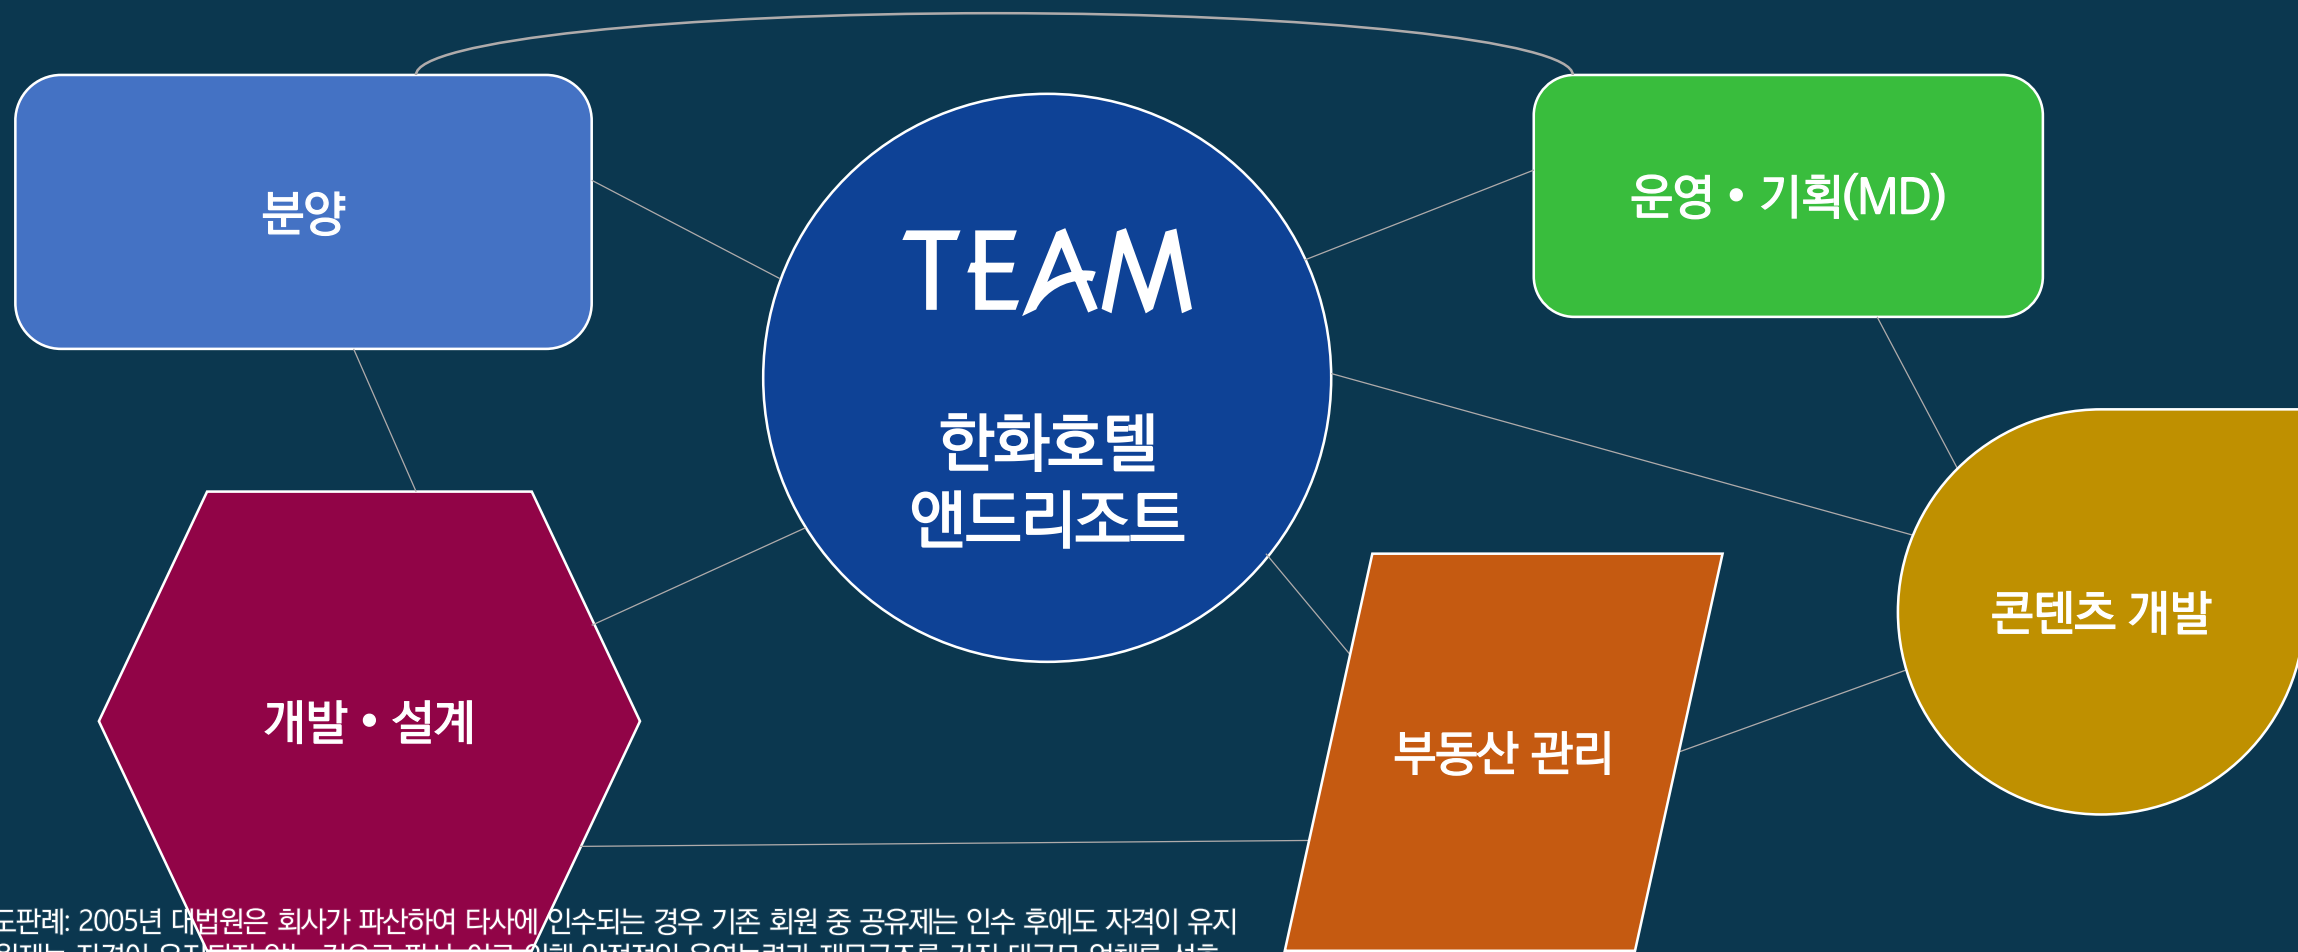 분양
운영 • 기획(MD)
TEAM
한화호텔
앤드리조트
콘텐츠 개발
개발 • 설계
부동산 관리
도판례: 2005년 대법원은 회사가 파산하여 타사에 인수되는 경우 기존 회원 중 공유제는 인수 후에도 자격이 유지